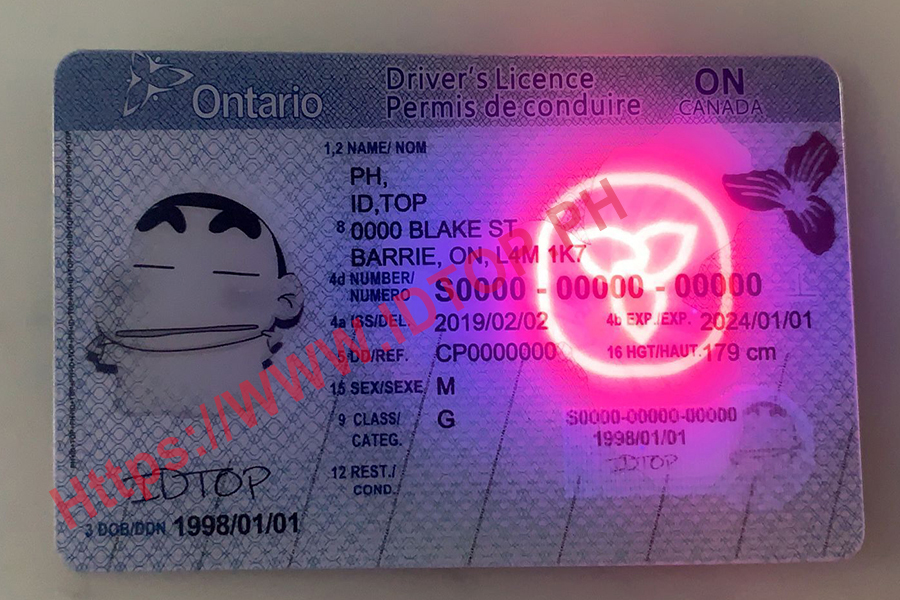 Ontario
Driver's Licence
Permis de conduire
ON
CANADA
1,2 NAME/ NOM
PH,
ID,TOP
8 0000 BLAKE ST
BARRIE, ON, L4M 1K7
4d NUMBER/
NUMERO
S0000 - 00000 - 00000
4a ISS/DEL. 2019/02/02
4b EXP./EXP. 2024/01/01
5 DD/REF. CP00000000
16 HGT/HAUT. 179 cm
15 SEX/SEXE M
9 CLASS/
CATEG.
G
12 REST./
COND.
S0000-00000-00000
1998/01/01
IDTOP
IDTOP
3 DOB/DDN 1998/01/01
Https://WWW.IDTOP.PH